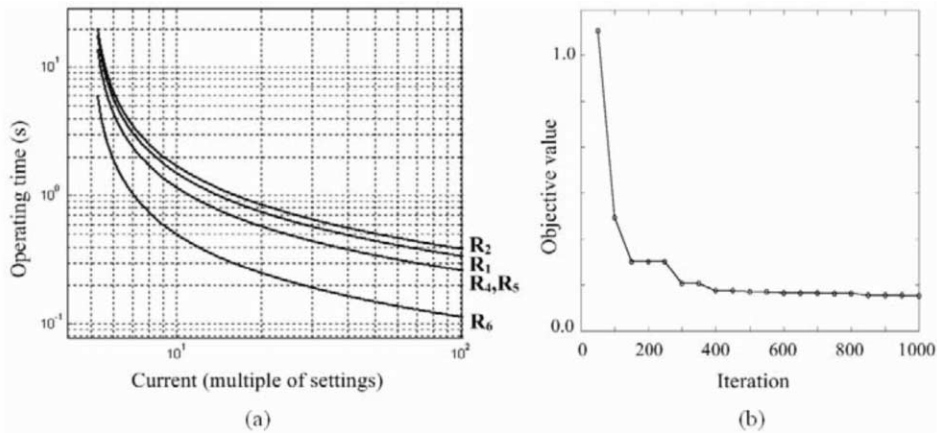 Operating time (s)
10¹
10⁰
10⁻¹
R₂
R₁
R₄,R₅
R₆
10¹
10²
Current (multiple of settings)
(a)
Objective value
1.0
0.0
0 200 400 600 800 1000
Iteration
(b)